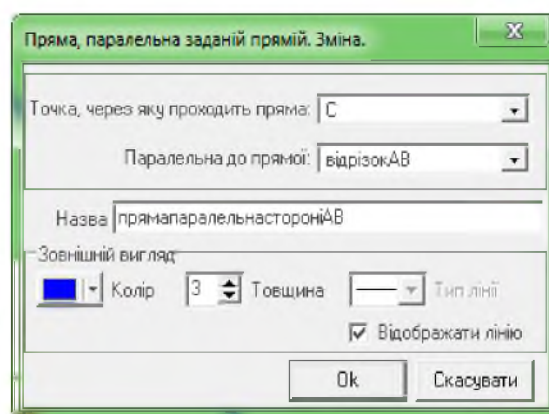 Пряма, паралельна заданій прямій. Зміна.
Точка, через яку проходить пряма: C
Паралельна до прямої: відрізокAB
Назва прямапаралельнастороніAB
Зовнішній вигляд
Колір 3 Товщина Тип лінії
Відображати лінію
Ok Скасувати